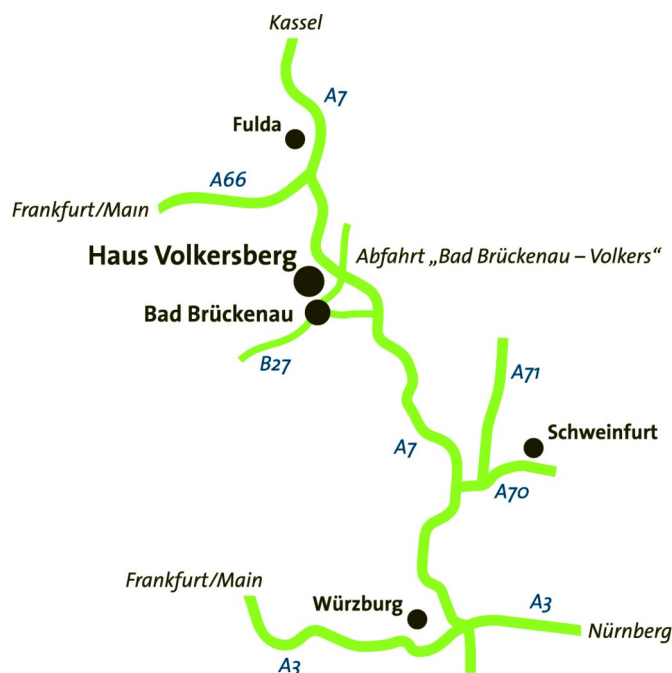 Kassel
A7
Fulda
A66
Frankfurt/Main
Haus Volkersberg
Abfahrt „Bad Brückenau – Volkers“
Bad Brückenau
B27
A71
A7
Schweinfurt
A70
Frankfurt/Main
Würzburg
A3
Nürnberg
A3